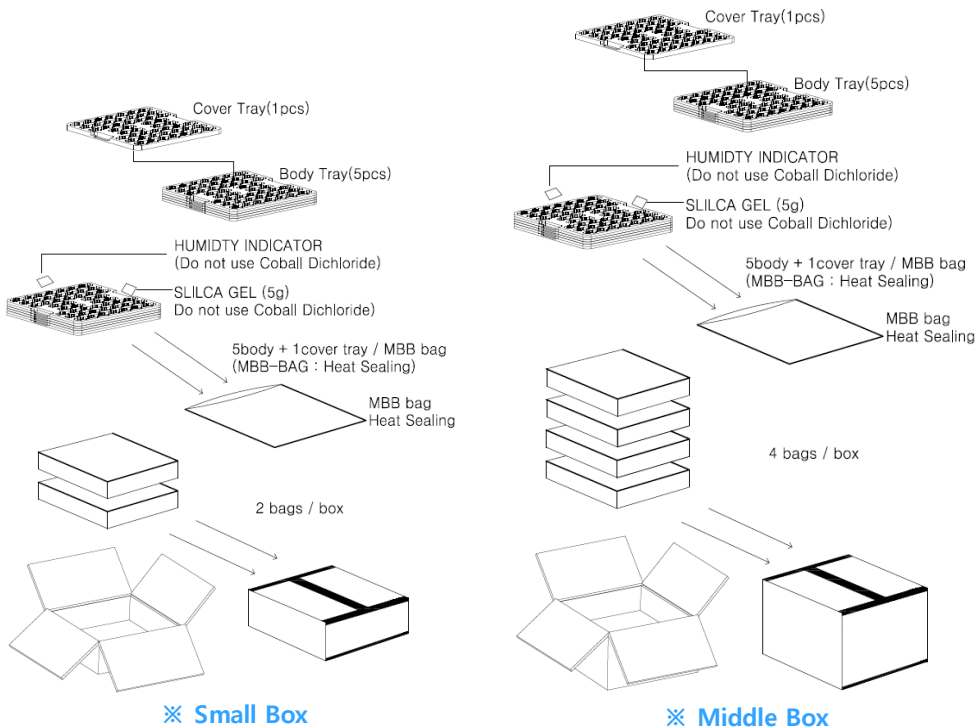 Cover Tray(1pcs)
Body Tray(5pcs)
HUMIDTY INDICATOR
(Do not use Coball Dichloride)
SLILCA GEL (5g)
Do not use Coball Dichloride)
5body + 1cover tray / MBB bag
(MBB-BAG : Heat Sealing)
MBB bag
Heat Sealing
2 bags / box
※ Small Box
Cover Tray(1pcs)
Body Tray(5pcs)
HUMIDTY INDICATOR
(Do not use Coball Dichloride)
SLILCA GEL (5g)
Do not use Coball Dichloride)
5body + 1cover tray / MBB bag
(MBB-BAG : Heat Sealing)
MBB bag
Heat Sealing
4 bags / box
※ Middle Box